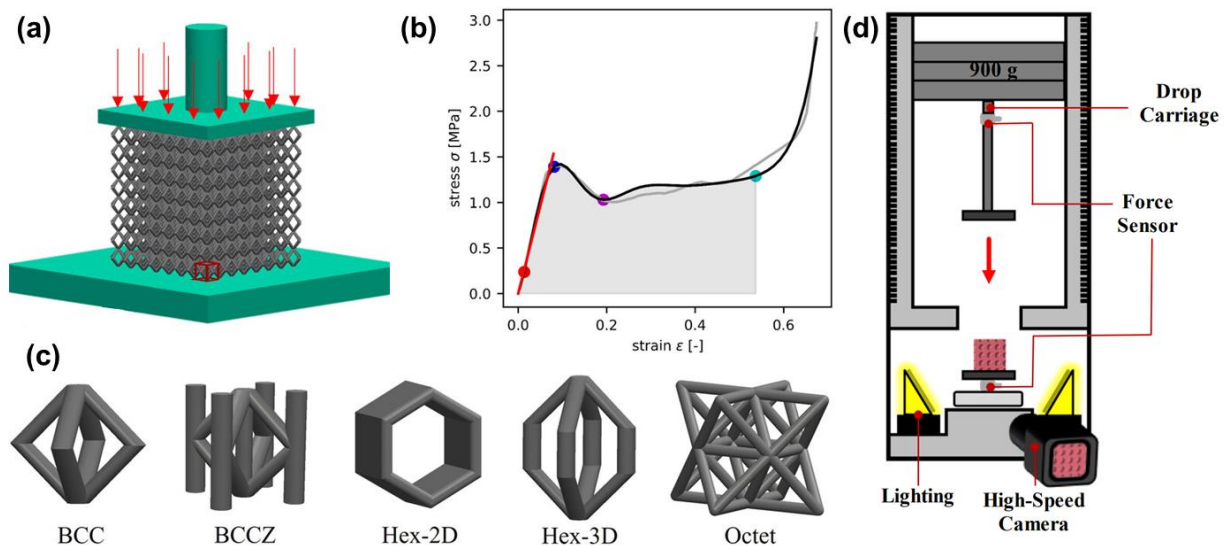 (a)
(b)
stress σ [MPa]
3.0
2.5
2.0
1.5
1.0
0.5
0.0
0.0 0.2 0.4 0.6
strain ε [-]
(c)
BCC BCCZ Hex-2D Hex-3D Octet
(d)
900 g
Drop
Carriage
Force
Sensor
Lighting
High-Speed
Camera